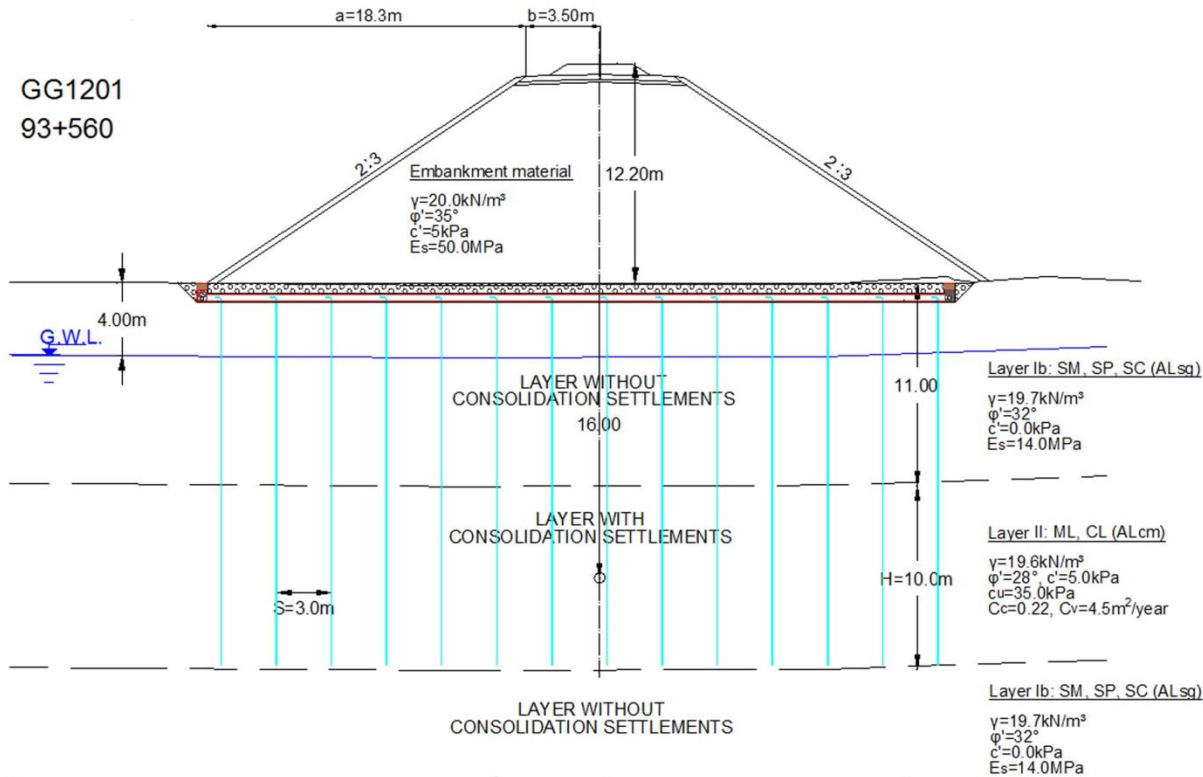 a=18.3m
b=3.50m
GG1201
93+560
2:3
2:3
Embankment material
γ=20.0kN/m³
φ'=35°
c'=5kPa
Es=50.0MPa
12.20m
4.00m
G.W.L.
LAYER WITHOUT
CONSOLIDATION SETTLEMENTS
16.00
11.00
Layer Ib: SM, SP, SC (ALsg)
γ=19.7kN/m³
φ'=32°
c'=0.0kPa
Es=14.0MPa
LAYER WITH
CONSOLIDATION SETTLEMENTS
S=3.0m
H=10.0m
Layer II: ML, CL (ALcm)
γ=19.6kN/m³
φ'=28°, c'=5.0kPa
cu=35.0kPa
Cc=0.22, Cv=4.5m²/year
LAYER WITHOUT
CONSOLIDATION SETTLEMENTS
Layer Ib: SM, SP, SC (ALsg)
γ=19.7kN/m³
φ'=32°
c'=0.0kPa
Es=14.0MPa